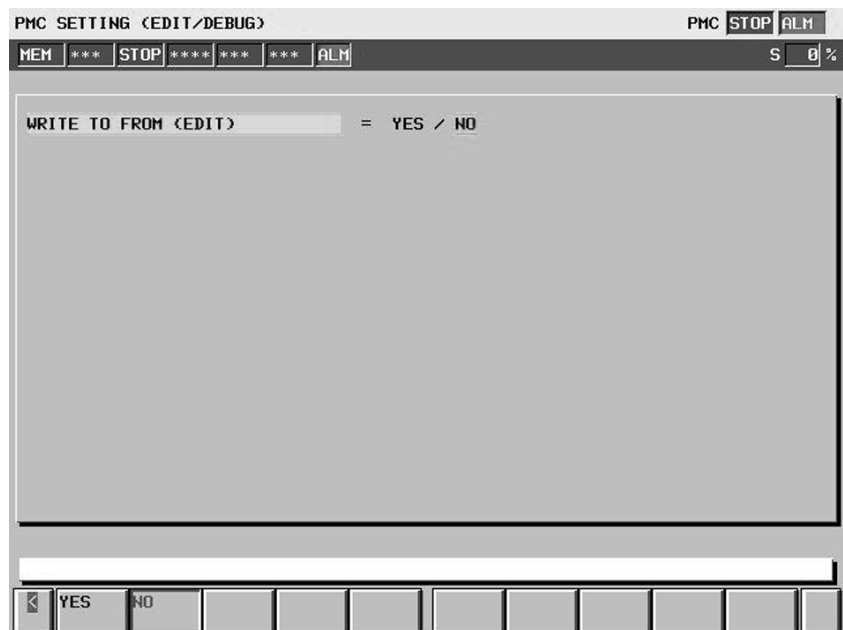 PMC SETTING (EDIT/DEBUG) PMC STOP ALM
MEM *** STOP **** *** *** ALM S 0 %
WRITE TO FROM (EDIT) = YES / NO
< YES NO